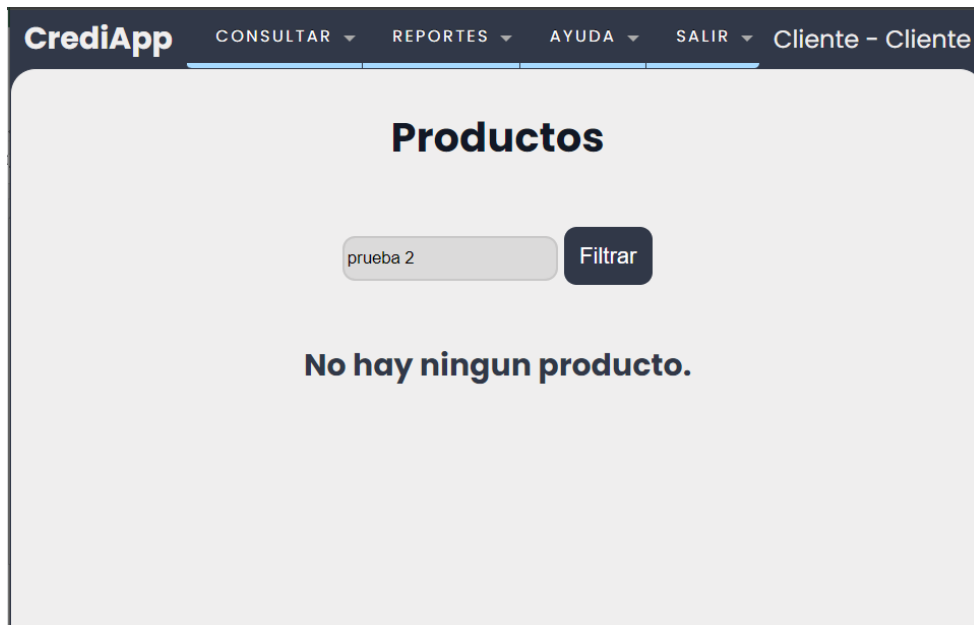 CrediApp CONSULTAR REPORTES AYUDA SALIR Cliente - Cliente
Productos
prueba 2 Filtrar
No hay ningun producto.